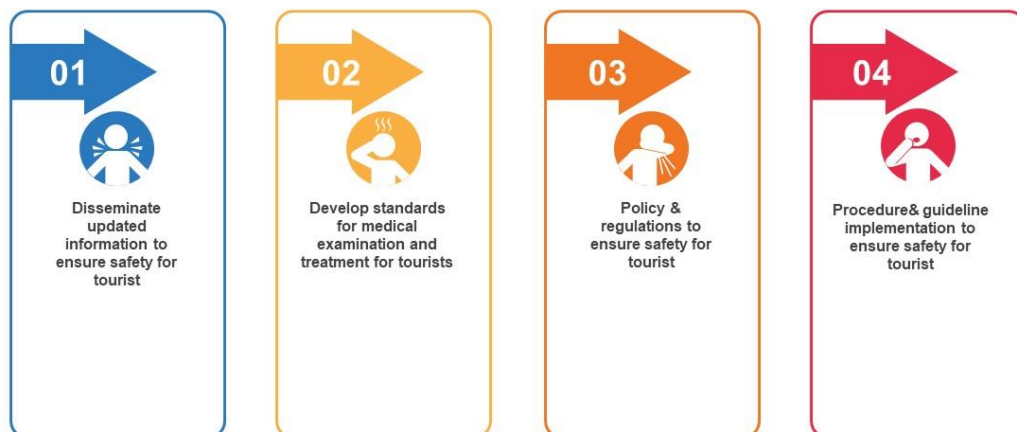 01
Disseminate
updated
information to
ensure safety for
tourist
02
Develop standards
for medical
examination and
treatment for tourists
03
Policy &
regulations to
ensure safety for
tourist
04
Procedure& guideline
implementation to
ensure safety for
tourist